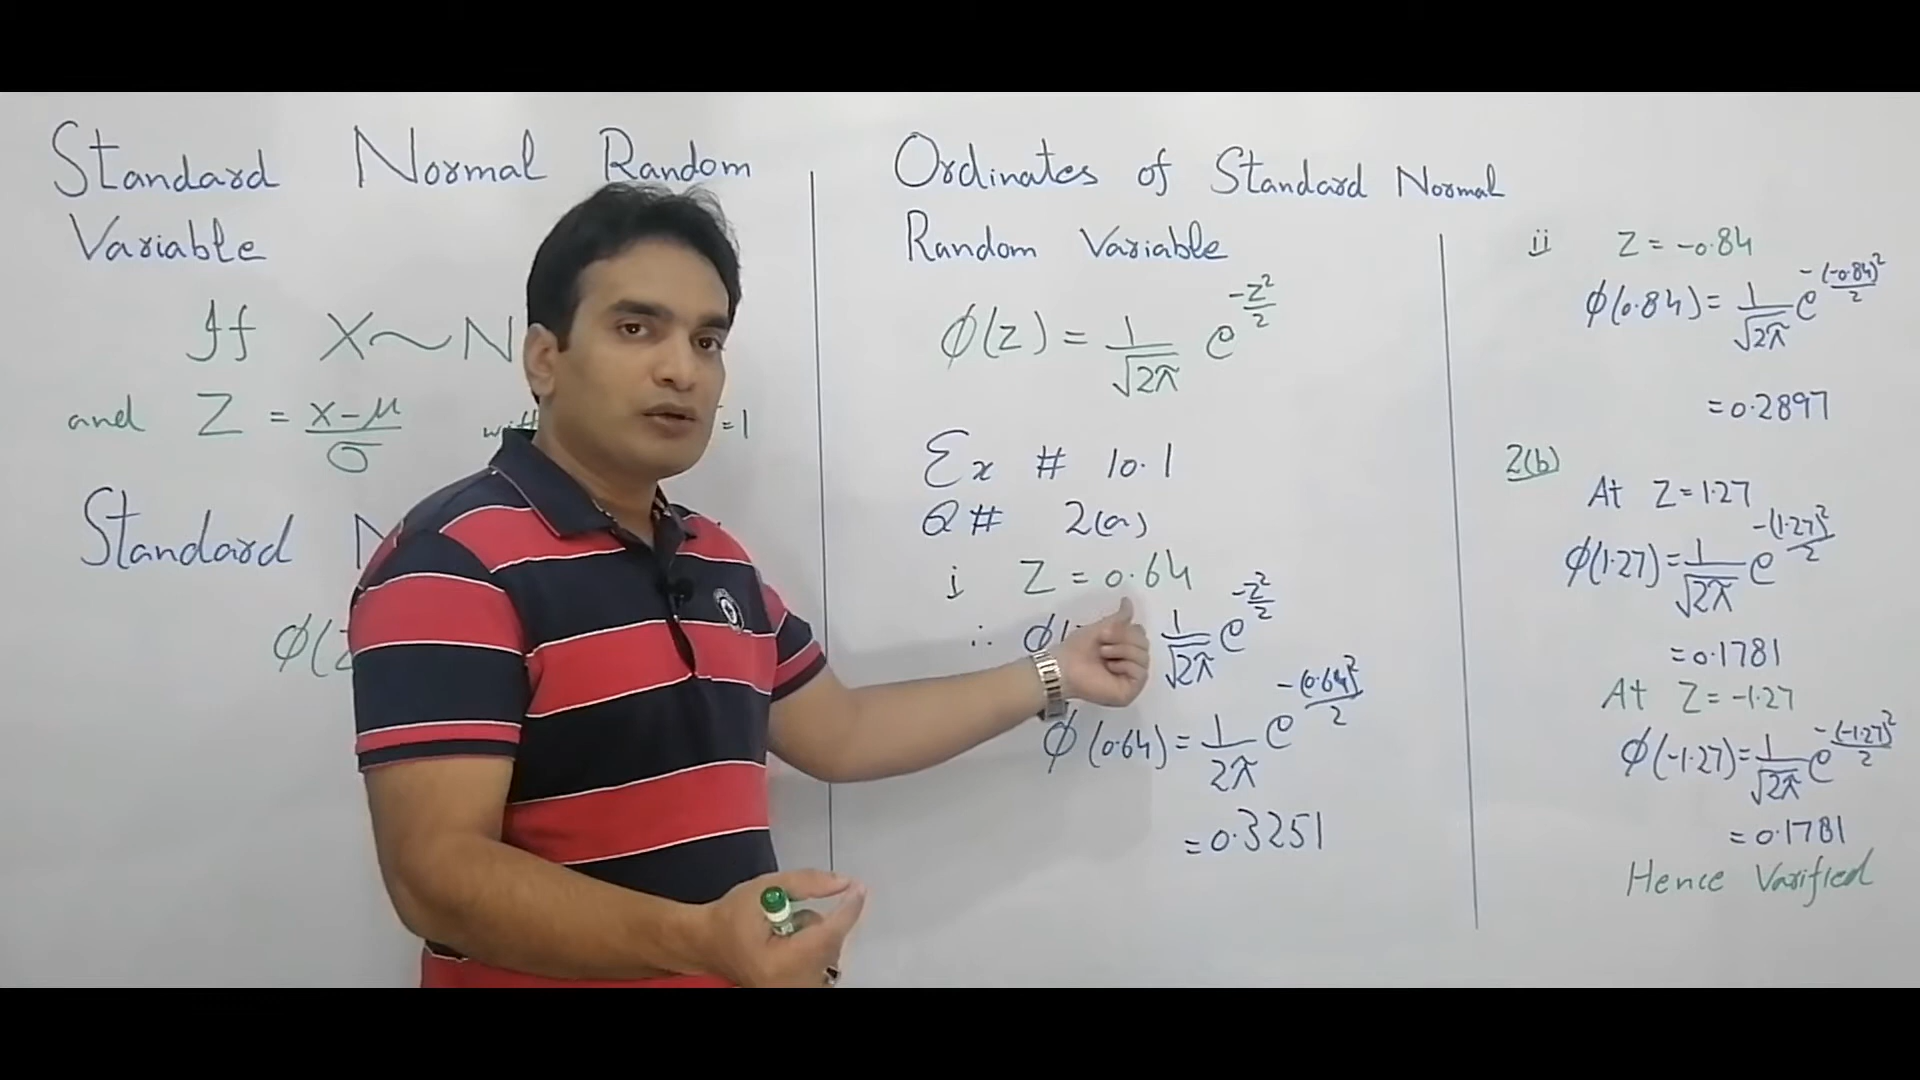 Standard Normal Random
Variable
If X~N
and Z = x-μ/σ =1
Standard N
ϕ(Z
Ordinates of Standard Normal
Random Variable
ϕ(z) = 1/√2π e^-z²/2
Ex # 10.1
Q# 2(a)
i Z = 0.64
∴ ϕ( 1/√2π e^-z²/2
ϕ(0.64) = 1/2π e^-(0.64)²/2
=0.3251
ii Z = -0.84
ϕ(0.84) = 1/√2π e^-(-0.84)²/2
=0.2897
2(b)
At Z=1.27
ϕ(1.27)=1/√2π e^-(1.27)²/2
=0.1781
At Z=-1.27
ϕ(-1.27)=1/√2π e^-(-1.27)²/2
=0.1781
Hence Varified